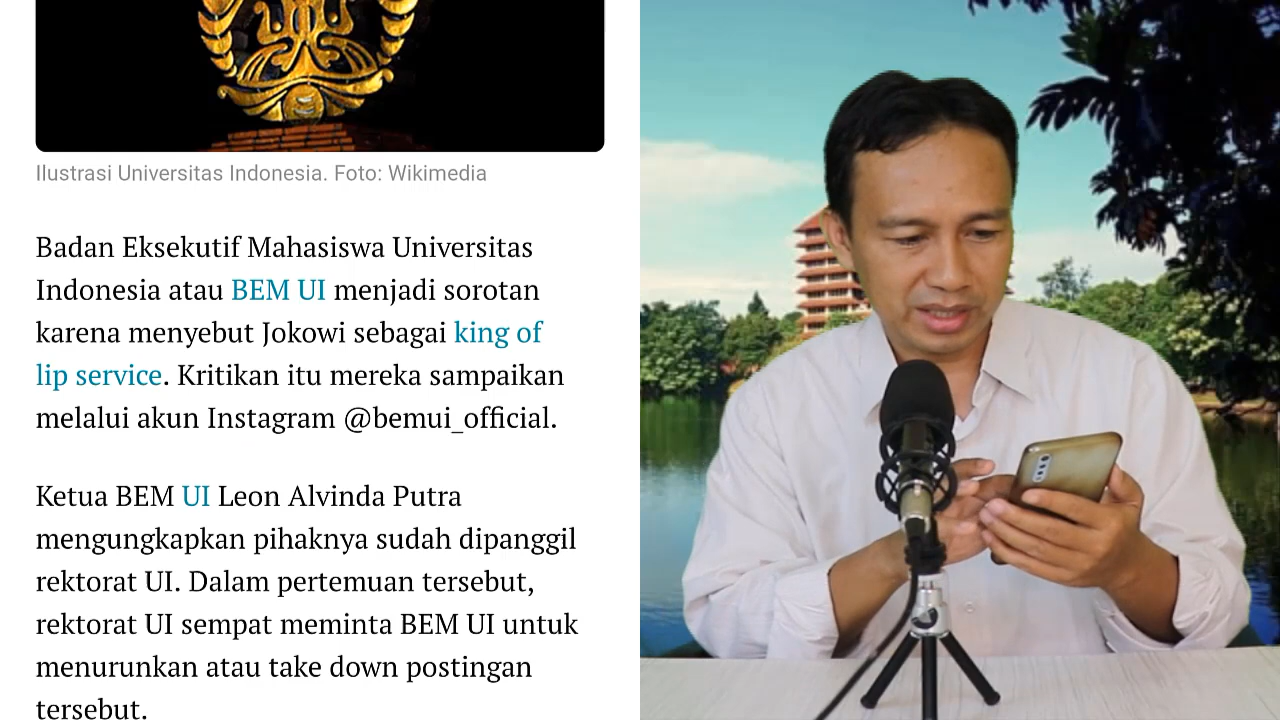 Ilustrasi Universitas Indonesia. Foto: Wikimedia
Badan Eksekutif Mahasiswa Universitas
Indonesia atau BEM UI menjadi sorotan
karena menyebut Jokowi sebagai king of
lip service. Kritikan itu mereka sampaikan
melalui akun Instagram @bemui_official.
Ketua BEM UI Leon Alvinda Putra
mengungkapkan pihaknya sudah dipanggil
rektorat UI. Dalam pertemuan tersebut,
rektorat UI sempat meminta BEM UI untuk
menurunkan atau take down postingan
tersebut.